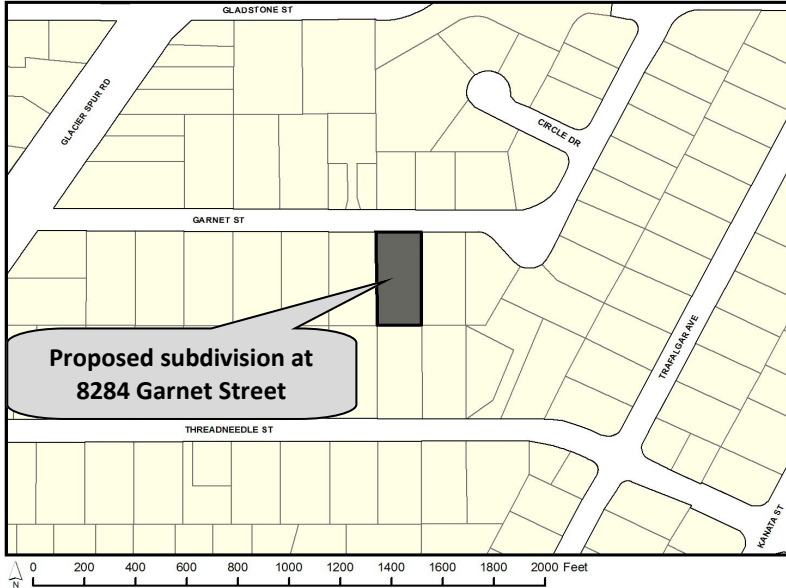 GLADSTONE ST
GLACIER SPUR RD
CIRCLE DR
GARNET ST
Proposed subdivision at
8284 Garnet Street
TRAFALGAR AVE
THREADNEEDLE ST
KANATA ST
N
0 200 400 600 800 1000 1200 1400 1600 1800 2000 Feet